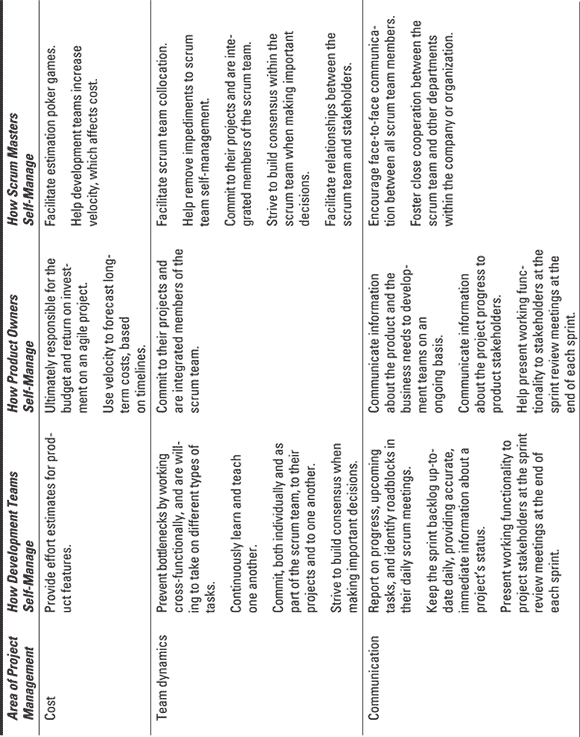 Area of Project
Management
How Development Teams
Self-Manage
How Product Owners
Self-Manage
How Scrum Masters
Self-Manage
Cost
Provide effort estimates for prod-
uct features.
Ultimately responsible for the
budget and return on invest-
ment on an agile project.
Use velocity to forecast long-
term costs, based
on timelines.
Facilitate estimation poker games.
Help development teams increase
velocity, which affects cost.
Team dynamics
Prevent bottlenecks by working
cross-functionally, and are will-
ing to take on different types of
tasks.
Continuously learn and teach
one another.
Commit, both individually and as
part of the scrum team, to their
projects and to one another.
Strive to build consensus when
making important decisions.
Commit to their projects and
are integrated members of the
scrum team.
Facilitate scrum team collocation.
Help remove impediments to scrum
team self-management.
Commit to their projects and are inte-
grated members of the scrum team.
Strive to build consensus within the
scrum team when making important
decisions.
Facilitate relationships between the
scrum team and stakeholders.
Communication
Report on progress, upcoming
tasks, and identify roadblocks in
their daily scrum meetings.
Keep the sprint backlog up-to-
date daily, providing accurate,
immediate information about a
project's status.
Present working functionality to
project stakeholders at the sprint
review meetings at the end of
each sprint.
Communicate information
about the product and the
business needs to develop-
ment teams on an
ongoing basis.
Communicate information
about the project progress to
product stakeholders.
Help present working func-
tionality to stakeholders at the
sprint review meetings at the
end of each sprint.
Encourage face-to-face communica-
tion between all scrum team members.
Foster close cooperation between the
scrum team and other departments
within the company or organization.